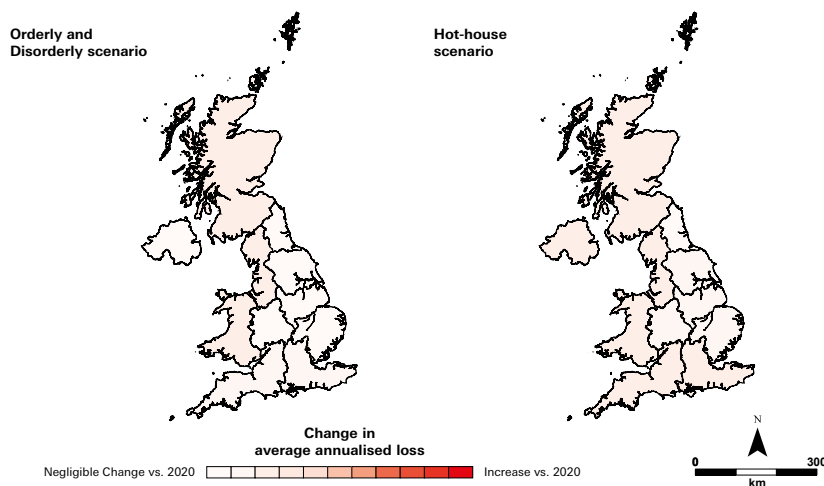 Orderly and
Disorderly scenario
Hot-house
scenario
Change in
average annualised loss
Negligible Change vs. 2020
Increase vs. 2020
N
0
300
km